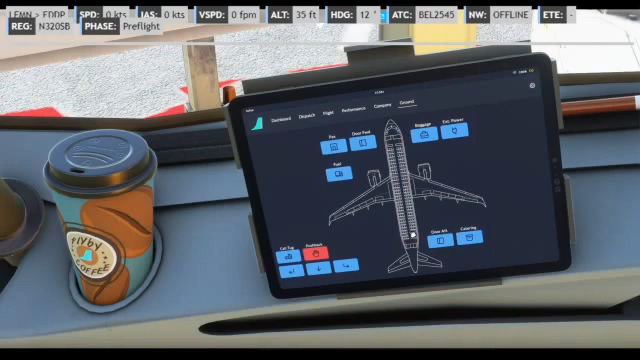 LEMN → EDDP SPD: 0 kts IAS: 0 kts VSPD: 0 fpm ALT: 35 ft HDG: 12 ° ATC: BEL2545 NW: OFFLINE ETE: -
REG: N320SB PHASE: Preflight
Dashboard Dispatch Flight Performance Company Ground
Pax Door Fwd Baggage Ext. Power
Fuel
Door Aft Catering
Call Tug Pushback
FLYBY
COFFEE